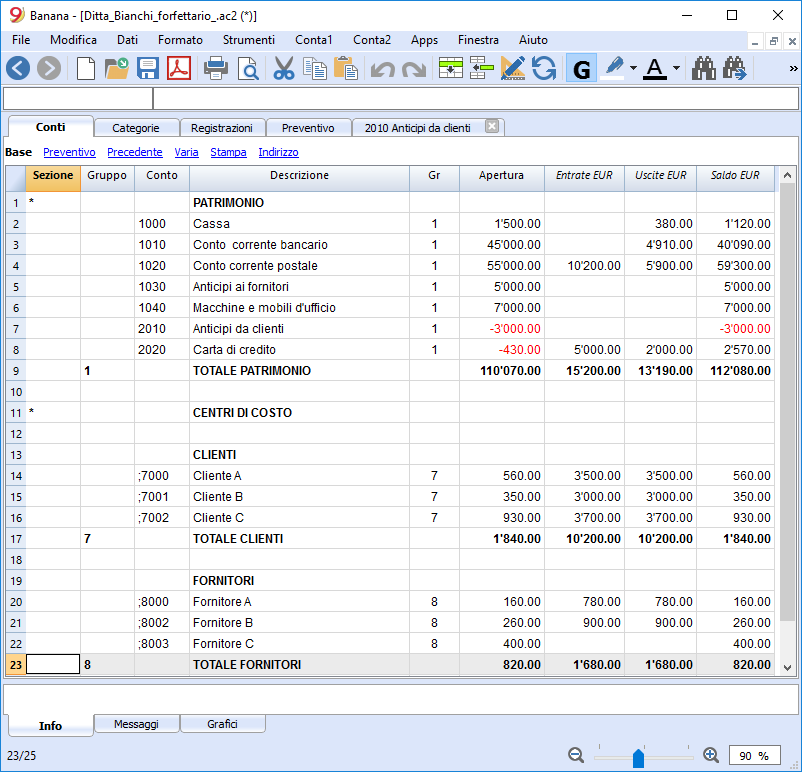 Banana - [Ditta_Bianchi_forfettario_.ac2 (*)]
File Modifica Dati Formato Strumenti Conta1 Conta2 Apps Finestra Aiuto
G A »
Conti Categorie Registrazioni Preventivo 2010 Anticipi da clienti
Base Preventivo Precedente Varia Stampa Indirizzo
Sezione Gruppo Conto Descrizione Gr Apertura Entrate EUR Uscite EUR Saldo EUR
1 * PATRIMONIO
2 1000 Cassa 1 1'500.00 380.00 1'120.00
3 1010 Conto  corrente bancario 1 45'000.00 4'910.00 40'090.00
4 1020 Conto corrente postale 1 55'000.00 10'200.00 5'900.00 59'300.00
5 1030 Anticipi ai fornitori 1 5'000.00 5'000.00
6 1040 Macchine e mobili d'ufficio 1 7'000.00 7'000.00
7 2010 Anticipi da clienti 1 -3'000.00 -3'000.00
8 2020 Carta di credito 1 -430.00 5'000.00 2'000.00 2'570.00
9 1 TOTALE PATRIMONIO 110'070.00 15'200.00 13'190.00 112'080.00
10
11 * CENTRI DI COSTO
12
13 CLIENTI
14 ;7000 Cliente A 7 560.00 3'500.00 3'500.00 560.00
15 ;7001 Cliente B 7 350.00 3'000.00 3'000.00 350.00
16 ;7002 Cliente C 7 930.00 3'700.00 3'700.00 930.00
17 7 TOTALE CLIENTI 1'840.00 10'200.00 10'200.00 1'840.00
18
19 FORNITORI
20 ;8000 Fornitore A 8 160.00 780.00 780.00 160.00
21 ;8002 Fornitore B 8 260.00 900.00 900.00 260.00
22 ;8003 Fornitore C 8 400.00 400.00
23 8 TOTALE FORNITORI 820.00 1'680.00 1'680.00 820.00
Info Messaggi Grafici
23/25 90 %